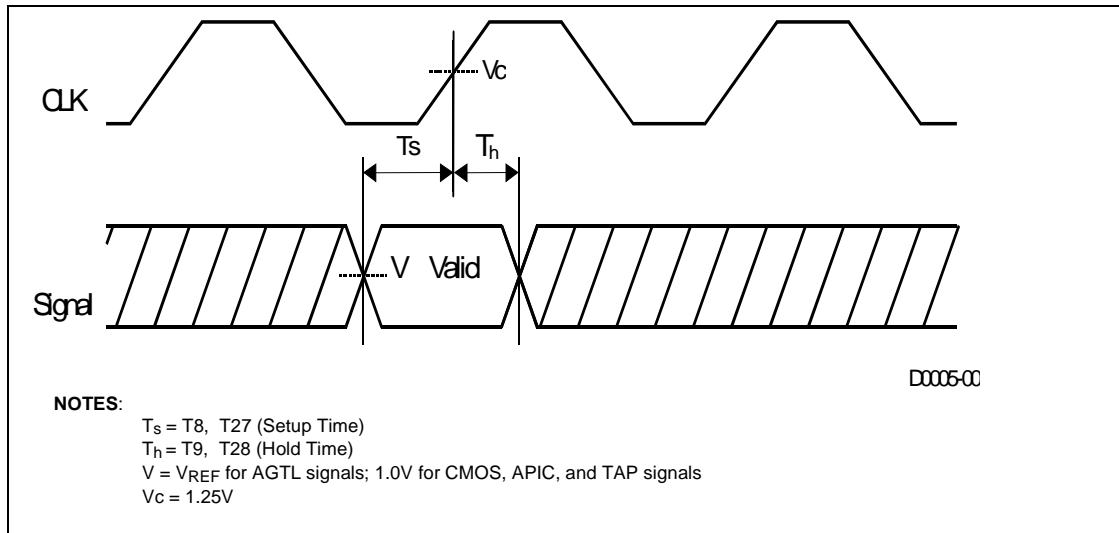 Vc
CLK
Ts Th
V Valid
Signal
D0005-00
NOTES:
Ts = T8, T27 (Setup Time)
Th = T9, T28 (Hold Time)
V = VREF for AGTL signals; 1.0V for CMOS, APIC, and TAP signals
Vc = 1.25V